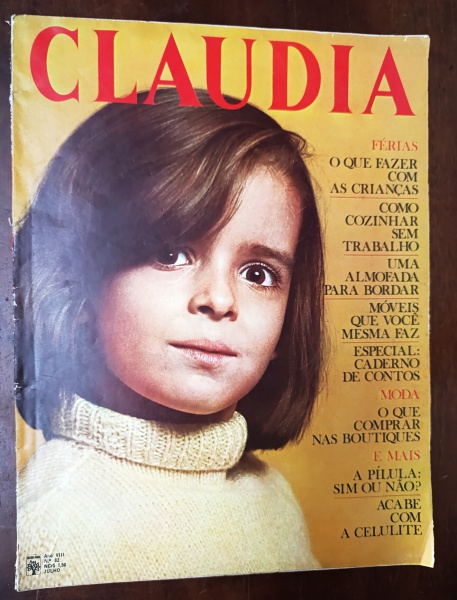 CLAUDIA
FÉRIAS
O QUE FAZER
COM
AS CRIANÇAS
COMO
COZINHAR
SEM
TRABALHO
UMA
ALMOFADA
PARA BORDAR
MÓVEIS
QUE VOCÊ
MESMA FAZ
ESPECIAL:
CADERNO
DE CONTOS
MODA
O QUE
COMPRAR
NAS BOUTIQUES
E MAIS
A PÍLULA:
SIM OU NÃO?
ACABE
COM
A CELULITE
Ano VIII
JULHO